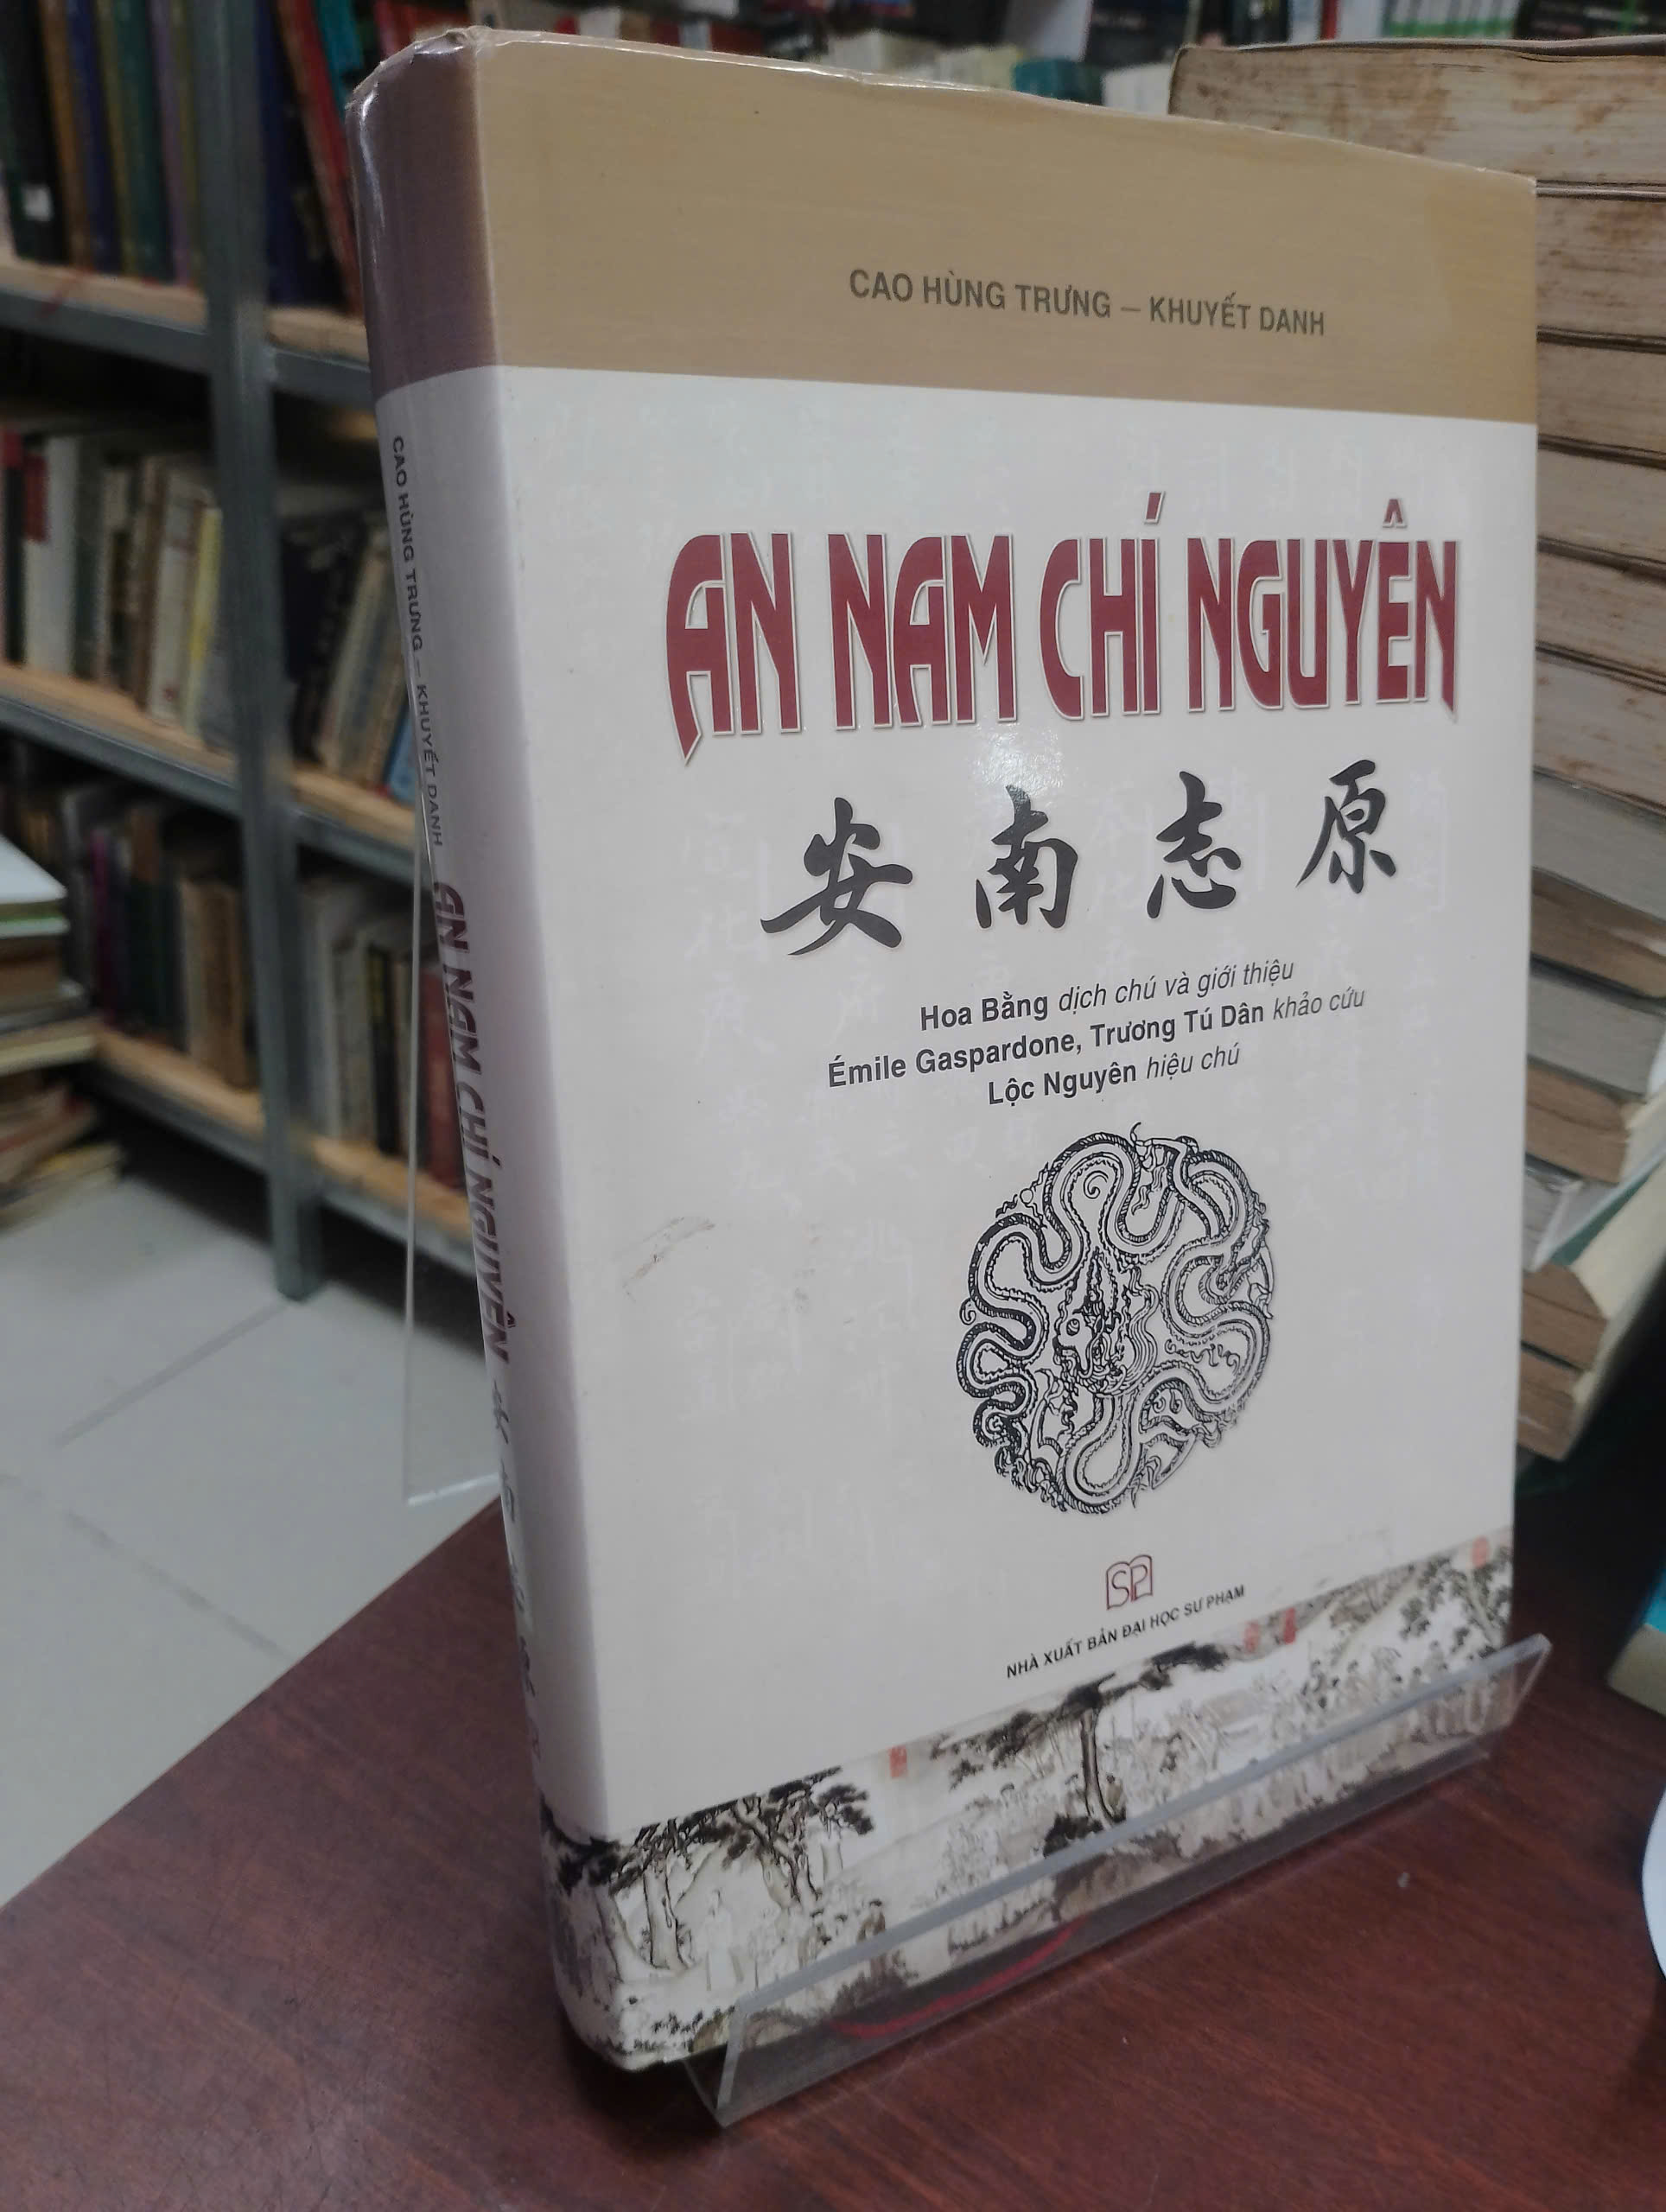 CAO HÙNG TRƯNG – KHUYẾT DANH
AN NAM CHÍ NGUYÊN
安南志原
Hoa Bằng dịch chú và giới thiệu
Émile Gaspardone, Trương Tú Dân khảo cứu
Lộc Nguyên hiệu chú
SP
NHÀ XUẤT BẢN ĐẠI HỌC SƯ PHẠM
CAO HÙNG TRƯNG – KHUYẾT DANH
AN NAM CHÍ NGUYÊN